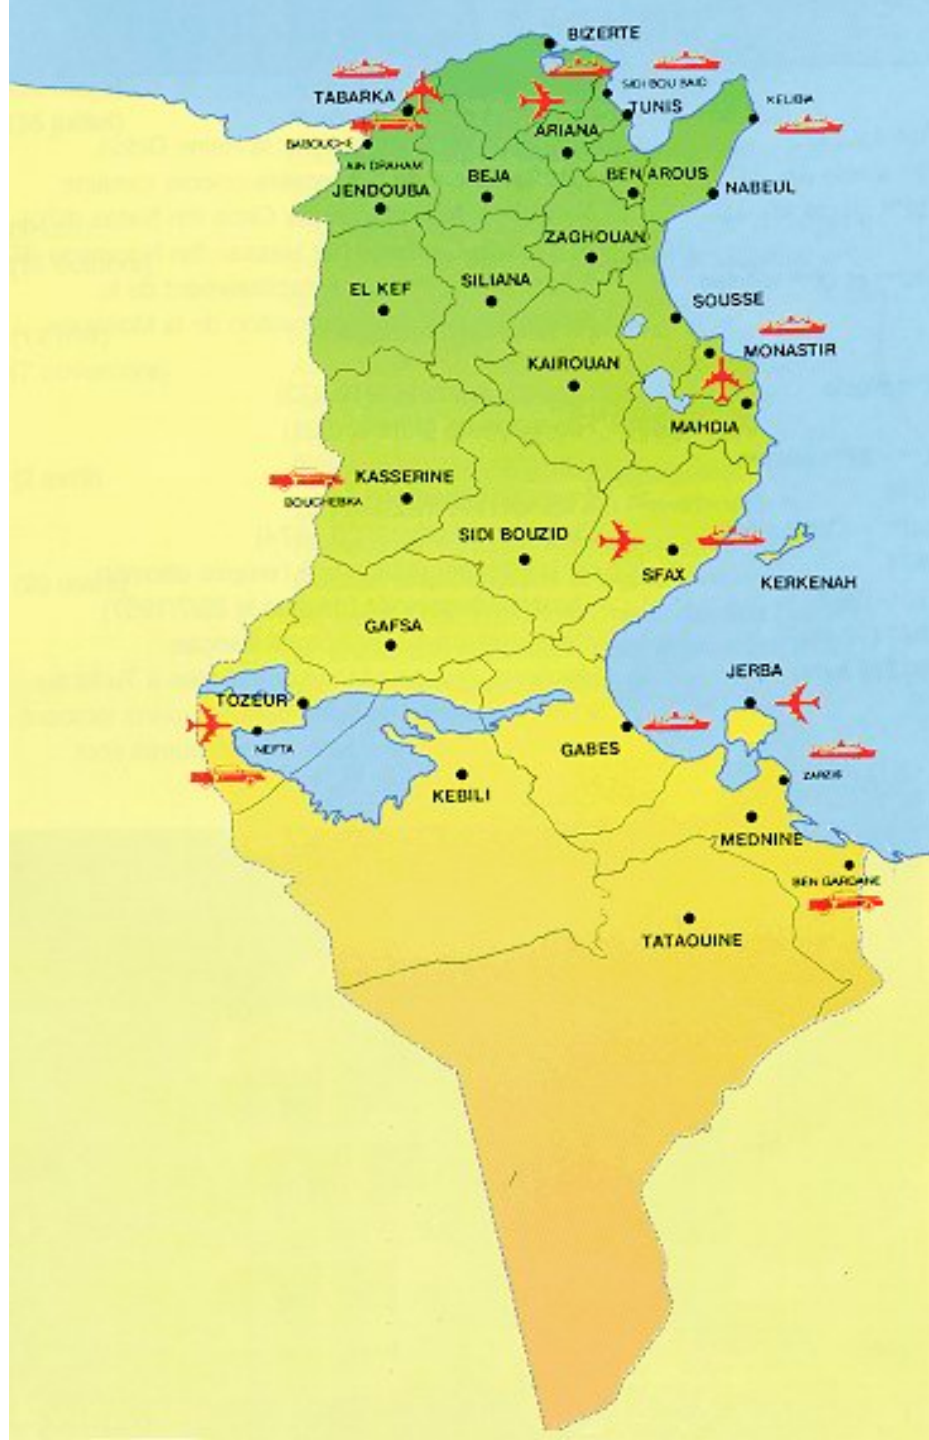 BIZERTE
SIDI BOU SAID
TABARKA
TUNIS
KELIBIA
ARIANA
BABOUCHE
AIN DRAHAM
JENDOUBA
BEJA
BEN AROUS
NABEUL
ZAGHOUAN
EL KEF
SILIANA
SOUSSE
KAIROUAN
MONASTIR
MAHDIA
KASSERINE
BOUCHEBKA
SIDI BOUZID
SFAX
KERKENAH
GAFSA
JERBA
TOZEUR
NEFTA
GABES
ZARZIS
KEBILI
MEDNINE
BEN GARDANE
TATAOUINE